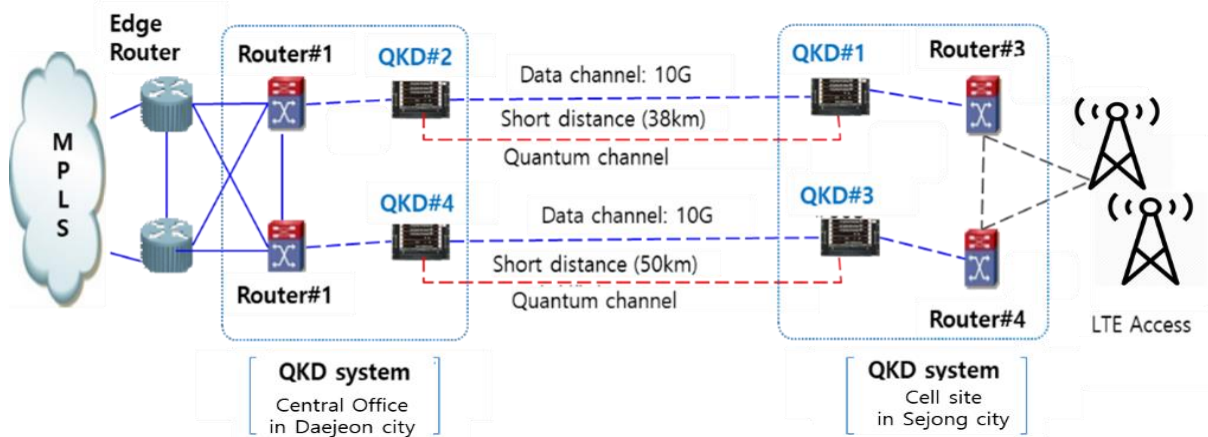 Edge
Router
Router#1
QKD#2
Data channel: 10G
Short distance (38km)
Quantum channel
QKD#1
Router#3
M
P
L
S
QKD#4
Data channel: 10G
Short distance (50km)
Quantum channel
QKD#3
Router#1
Router#4
LTE Access
QKD system
Central Office
in Daejeon city
QKD system
Cell site
in Sejong city